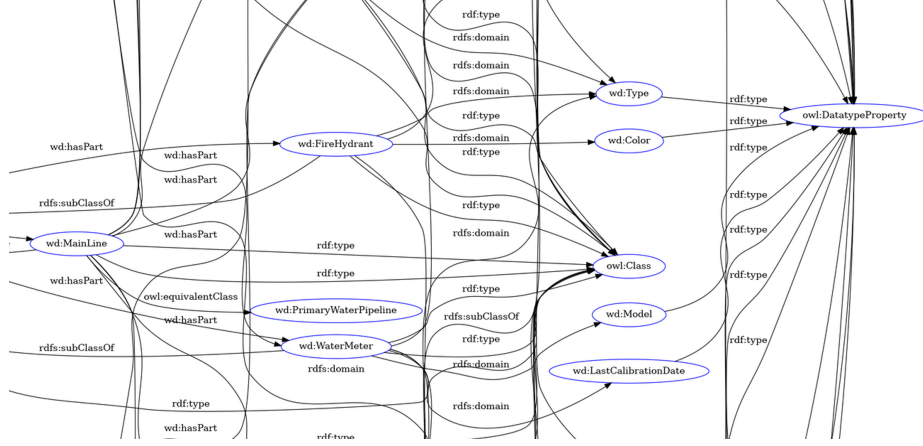 rdf:type
rdfs:domain
rdfs:domain
wd:Type
rdfs:domain
rdf:type
owl:DatatypeProperty
rdf:type
rdf:type
rdfs:domain
wd:Color
wd:hasPart
wd:FireHydrant
wd:hasPart
rdf:type
rdf:type
wd:hasPart
rdf:type
rdfs:subClassOf
rdf:type
wd:hasPart
rdfs:domain
rdf:type
wd:MainLine
rdf:type
owl:Class
rdf:type
rdf:type
wd:hasPart
rdf:type
owl:equivalentClass
wd:PrimaryWaterPipeline
wd:hasPart
rdfs:subClassOf
wd:Model
rdf:type
rdf:type
rdfs:subClassOf
wd:WaterMeter
rdfs:domain
rdfs:domain
wd:LastCalibrationDate
rdf:type
rdfs:domain
wd:hasPart
rdf:type